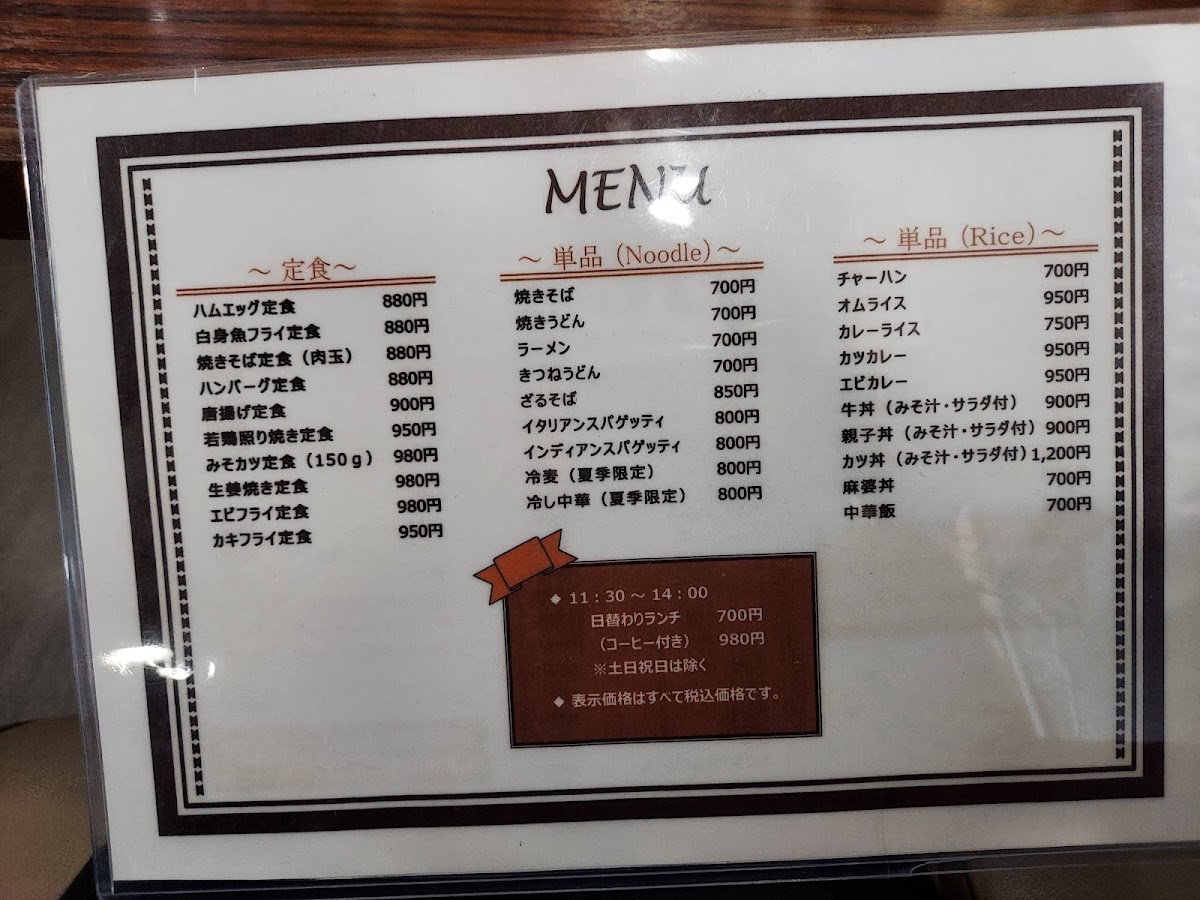 MENU
～ 定食～
ハムエッグ定食 880円
白身魚フライ定食 880円
焼きそば定食（肉玉） 880円
ハンバーグ定食 880円
唐揚げ定食 900円
若鶏照り焼き定食 950円
みそカツ定食（150ｇ） 980円
生姜焼き定食 980円
エビフライ定食 980円
カキフライ定食 950円
～ 単品（Noodle）～
焼きそば 700円
焼きうどん 700円
ラーメン 700円
きつねうどん 700円
ざるそば 850円
イタリアンスパゲッティ 800円
インディアンスパゲッティ 800円
冷麦（夏季限定） 800円
冷し中華（夏季限定） 800円
～ 単品（Rice）～
チャーハン 700円
オムライス 950円
カレーライス 750円
カツカレー 950円
エビカレー 950円
牛丼（みそ汁・サラダ付） 900円
親子丼（みそ汁・サラダ付） 900円
カツ丼（みそ汁・サラダ付） 1,200円
麻婆丼 700円
中華飯 700円
◆ 11：30 ～ 14：00
日替わりランチ 700円
（コーヒー付き） 980円
※土日祝日は除く
◆ 表示価格はすべて税込価格です。